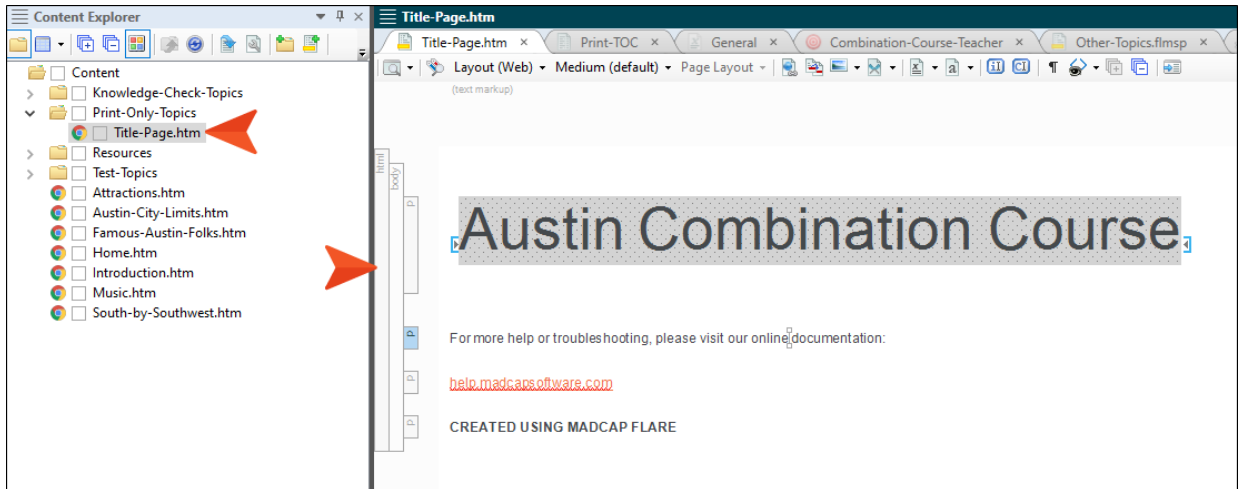 Content Explorer
Content
Knowledge-Check-Topics
Print-Only-Topics
Title-Page.htm
Resources
Test-Topics
Attractions.htm
Austin-City-Limits.htm
Famous-Austin-Folks.htm
Home.htm
Introduction.htm
Music.htm
South-by-Southwest.htm
Title-Page.htm
Title-Page.htm × Print-TOC × General × Combination-Course-Teacher × Other-Topics.flmsp ×
Layout (Web) Medium (default) Page Layout
(text markup)
html
body
p
Austin Combination Course
p
For more help or troubleshooting, please visit our online documentation:
p
help.madcapsoftware.com
p
CREATED USING MADCAP FLARE